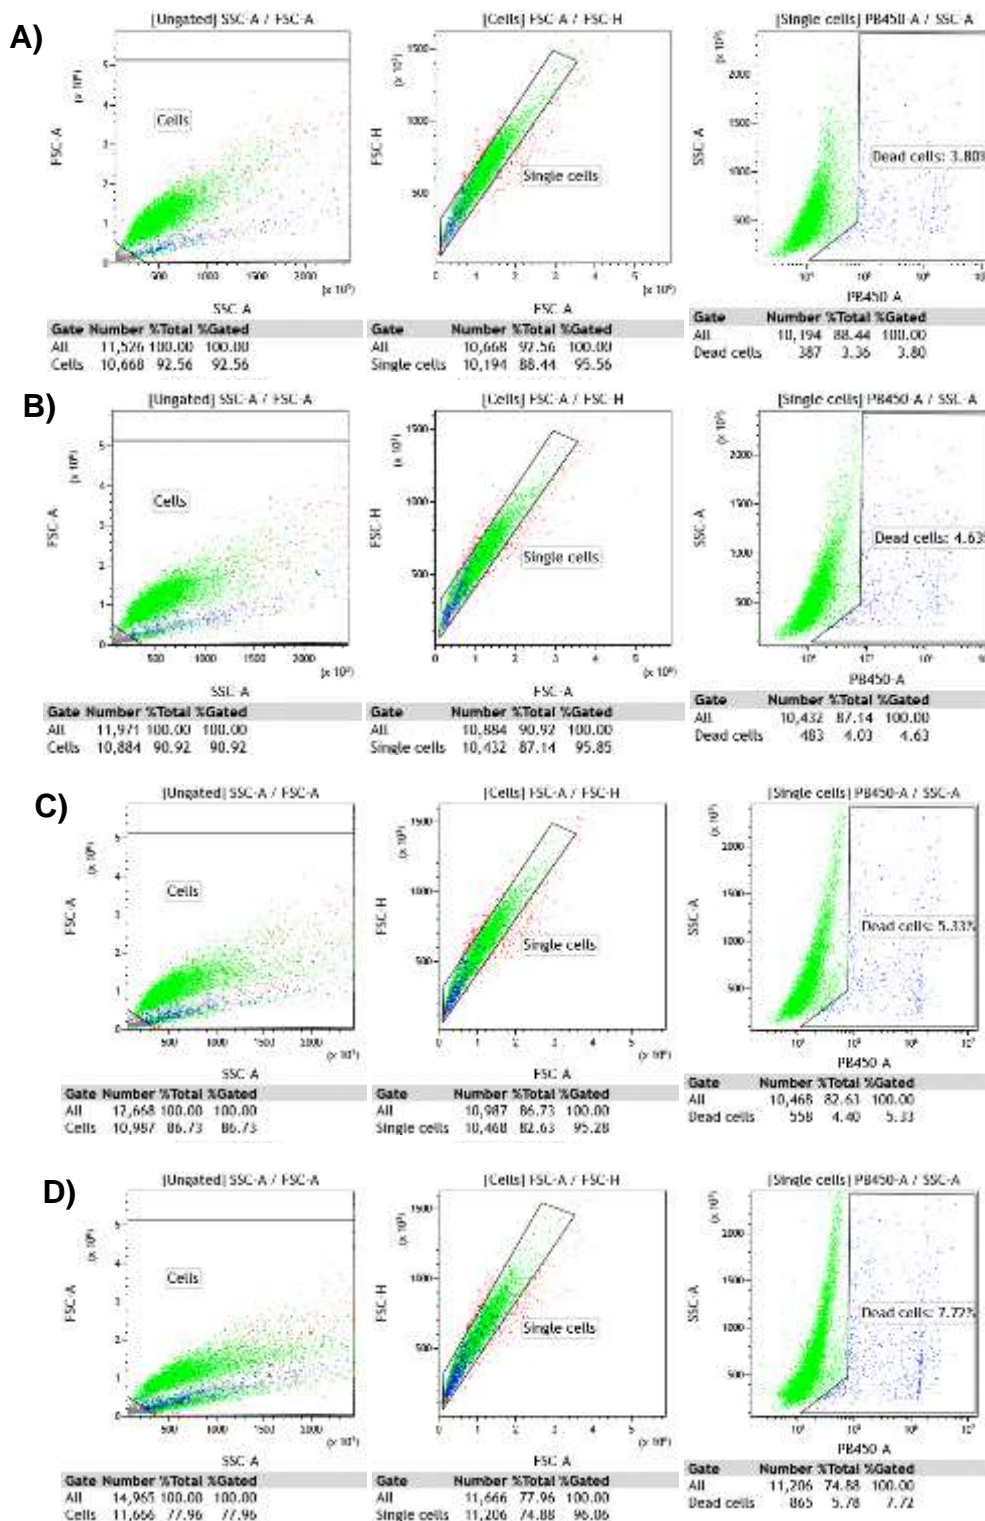 A)
[Ungated] SSC-A / FSC-A
[Cells] FSC-A / FSC-H
[Single cells] PB450-A / SSC-A
Cells
Single cells
Dead cells: 3.80%
FSC-A
FSC-H
SSC-A
SSC-A
FSC-A
PB450-A
Gate Number %Total %Gated
All 11,526 100.00 100.00
Cells 10,668 92.56 92.56
Gate Number %Total %Gated
All 10,668 92.56 100.00
Single cells 10,194 88.44 95.56
Gate Number %Total %Gated
All 10,194 88.44 100.00
Dead cells 387 3.36 3.80
B)
[Ungated] SSC-A / FSC-A
[Cells] FSC-A / FSC-H
[Single cells] PB450-A / SSC-A
Cells
Single cells
Dead cells: 4.63%
FSC-A
FSC-H
SSC-A
SSC-A
FSC-A
PB450-A
Gate Number %Total %Gated
All 11,971 100.00 100.00
Cells 10,884 90.92 90.92
Gate Number %Total %Gated
All 10,884 90.92 100.00
Single cells 10,432 87.14 95.85
Gate Number %Total %Gated
All 10,432 87.14 100.00
Dead cells 483 4.03 4.63
C)
[Ungated] SSC-A / FSC-A
[Cells] FSC-A / FSC-H
[Single cells] PB450-A / SSC-A
Cells
Single cells
Dead cells: 5.33%
FSC-A
FSC-H
SSC-A
SSC-A
FSC-A
PB450-A
Gate Number %Total %Gated
All 12,668 100.00 100.00
Cells 10,987 86.73 86.73
Gate Number %Total %Gated
All 10,987 86.73 100.00
Single cells 10,468 82.63 95.28
Gate Number %Total %Gated
All 10,468 82.63 100.00
Dead cells 558 4.40 5.33
D)
[Ungated] SSC-A / FSC-A
[Cells] FSC-A / FSC-H
[Single cells] PB450-A / SSC-A
Cells
Single cells
Dead cells: 7.72%
FSC-A
FSC-H
SSC-A
SSC-A
FSC-A
PB450-A
Gate Number %Total %Gated
All 14,965 100.00 100.00
Cells 11,666 77.96 77.96
Gate Number %Total %Gated
All 11,666 77.96 100.00
Single cells 11,206 74.88 96.06
Gate Number %Total %Gated
All 11,206 74.88 100.00
Dead cells 865 5.78 7.72